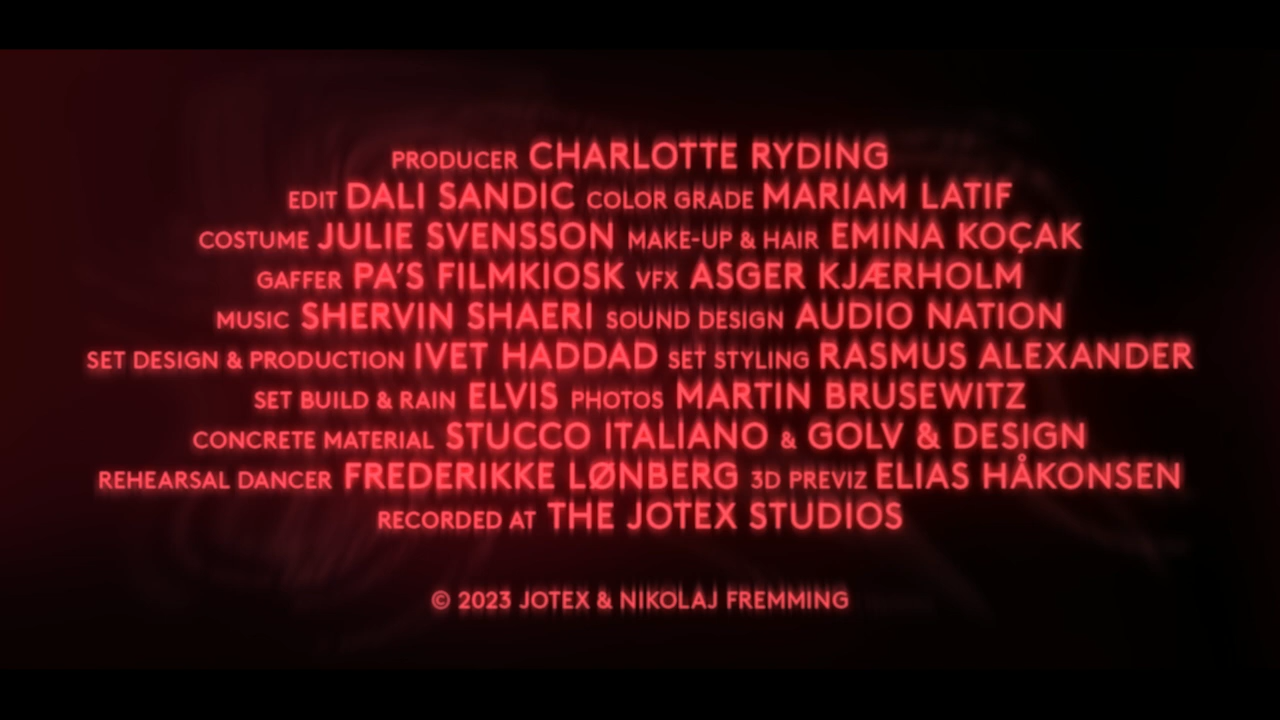 PRODUCER CHARLOTTE RYDING
EDIT DALI SANDIC COLOR GRADE MARIAM LATIF
COSTUME JULIE SVENSSON MAKE-UP & HAIR EMINA KOÇAK
GAFFER PA’S FILMKIOSK VFX ASGER KJÆRHOLM
MUSIC SHERVIN SHAERI SOUND DESIGN AUDIO NATION
SET DESIGN & PRODUCTION IVET HADDAD SET STYLING RASMUS ALEXANDER
SET BUILD & RAIN ELVIS PHOTOS MARTIN BRUSEWITZ
CONCRETE MATERIAL STUCCO ITALIANO & GOLV & DESIGN
REHEARSAL DANCER FREDERIKKE LØNBERG 3D PREVIZ ELIAS HÅKONSEN
RECORDED AT THE JOTEX STUDIOS
© 2023 JOTEX & NIKOLAJ FREMMING